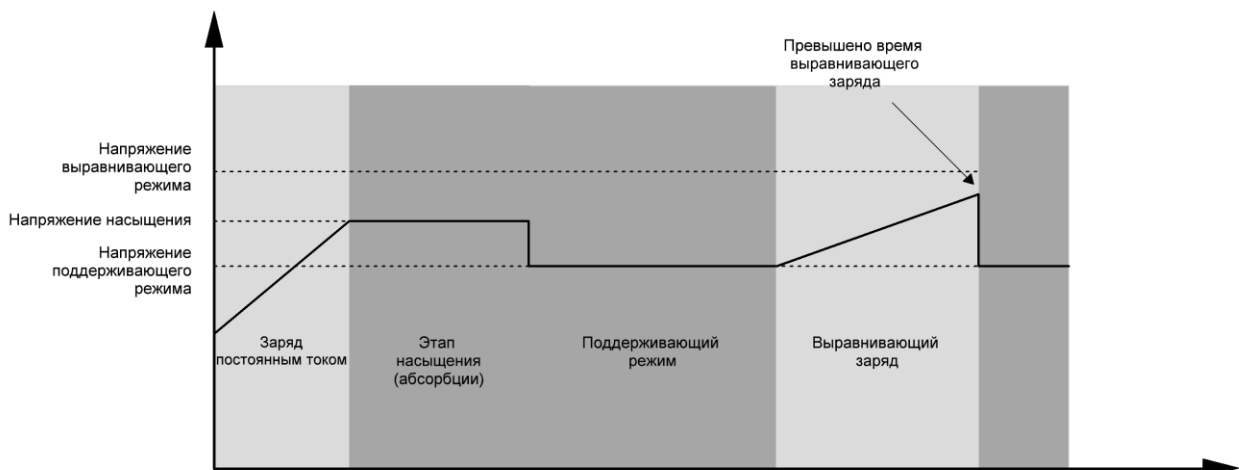 Превышено время
выравнивающего
заряда
Напряжение
выравнивающего
режима
Напряжение насыщения
Напряжение
поддерживающего
режима
Заряд
постоянным током
Этап
насыщения
(абсорбции)
Поддерживающий
режим
Выравнивающий
заряд